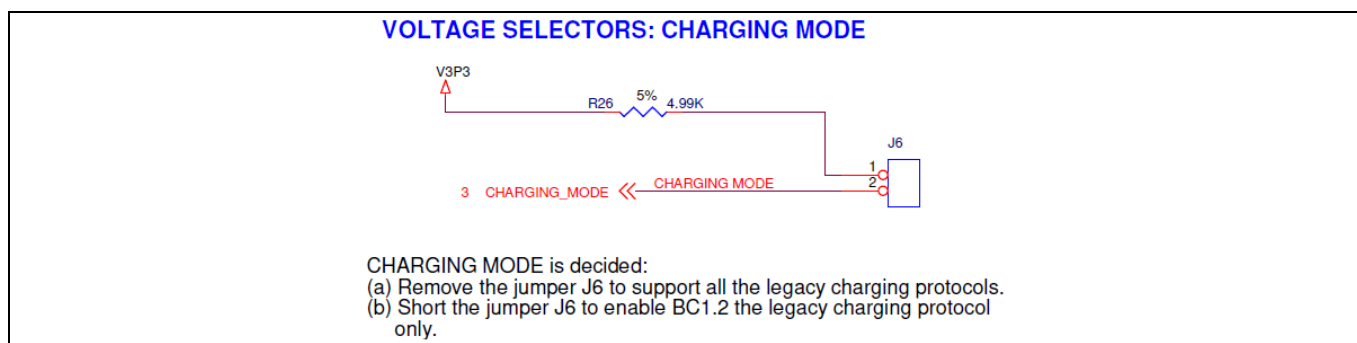 VOLTAGE SELECTORS: CHARGING MODE
V3P3
R26 5% 4.99K
J6
1
2
3 CHARGING_MODE CHARGING MODE
CHARGING MODE is decided:
(a) Remove the jumper J6 to support all the legacy charging protocols.
(b) Short the jumper J6 to enable BC1.2 the legacy charging protocol
only.